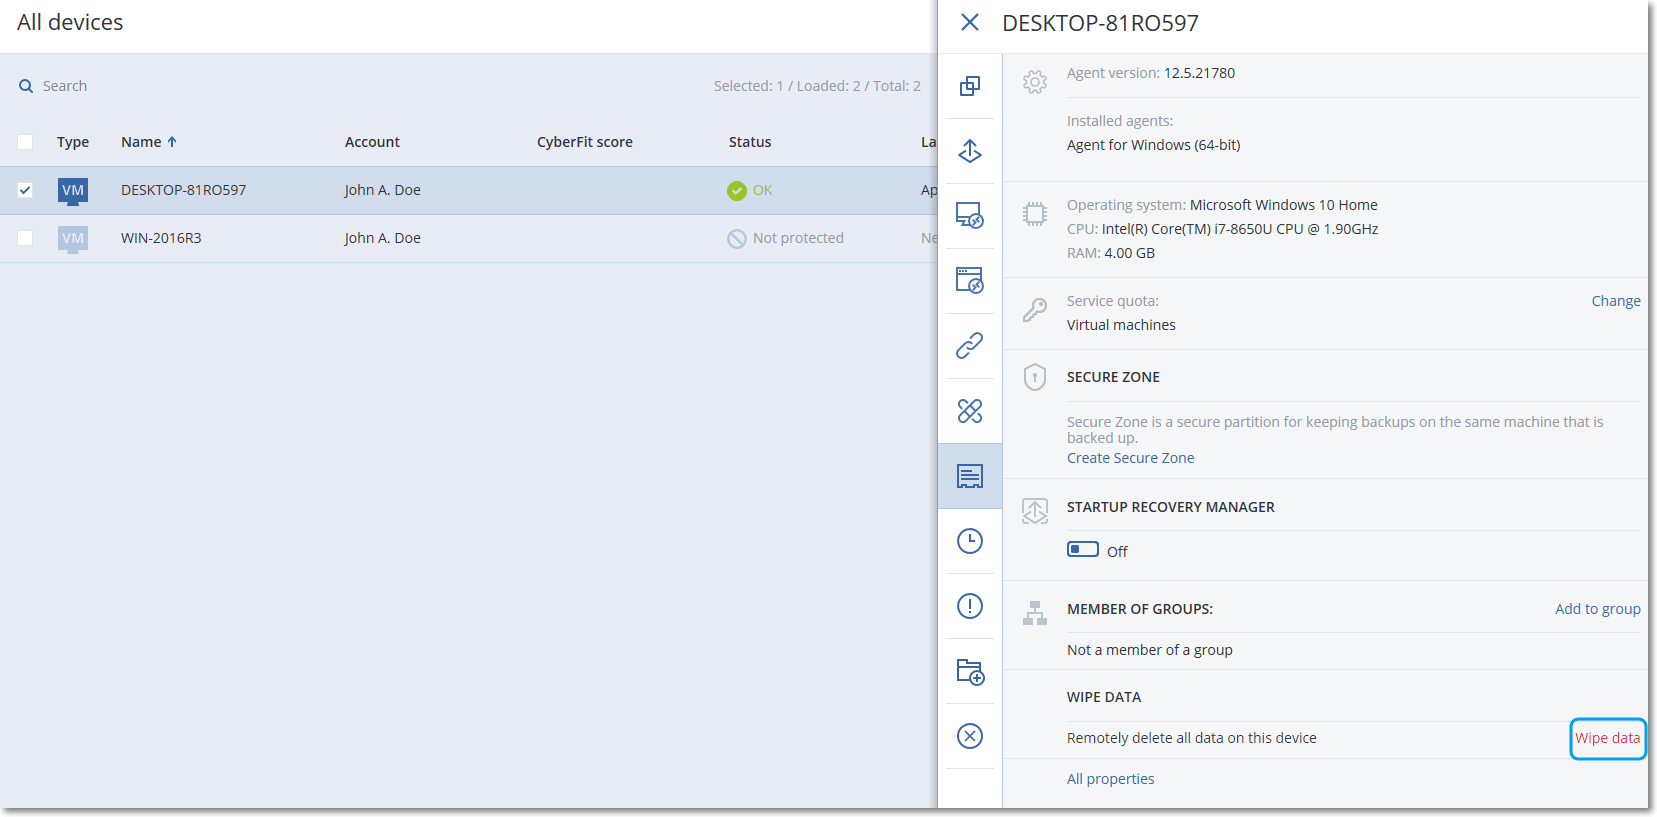 All devices
Search
Selected: 1 / Loaded: 2 / Total: 2
Type Name Account CyberFit score Status La
VM DESKTOP-81RO597 John A. Doe OK Ap
VM WIN-2016R3 John A. Doe Not protected Ne
DESKTOP-81RO597
Agent version: 12.5.21780
Installed agents:
Agent for Windows (64-bit)
Operating system: Microsoft Windows 10 Home
CPU: Intel(R) Core(TM) i7-8650U CPU @ 1.90GHz
RAM: 4.00 GB
Service quota: Change
Virtual machines
SECURE ZONE
Secure Zone is a secure partition for keeping backups on the same machine that is
backed up.
Create Secure Zone
STARTUP RECOVERY MANAGER
Off
MEMBER OF GROUPS: Add to group
Not a member of a group
WIPE DATA
Remotely delete all data on this device Wipe data
All properties